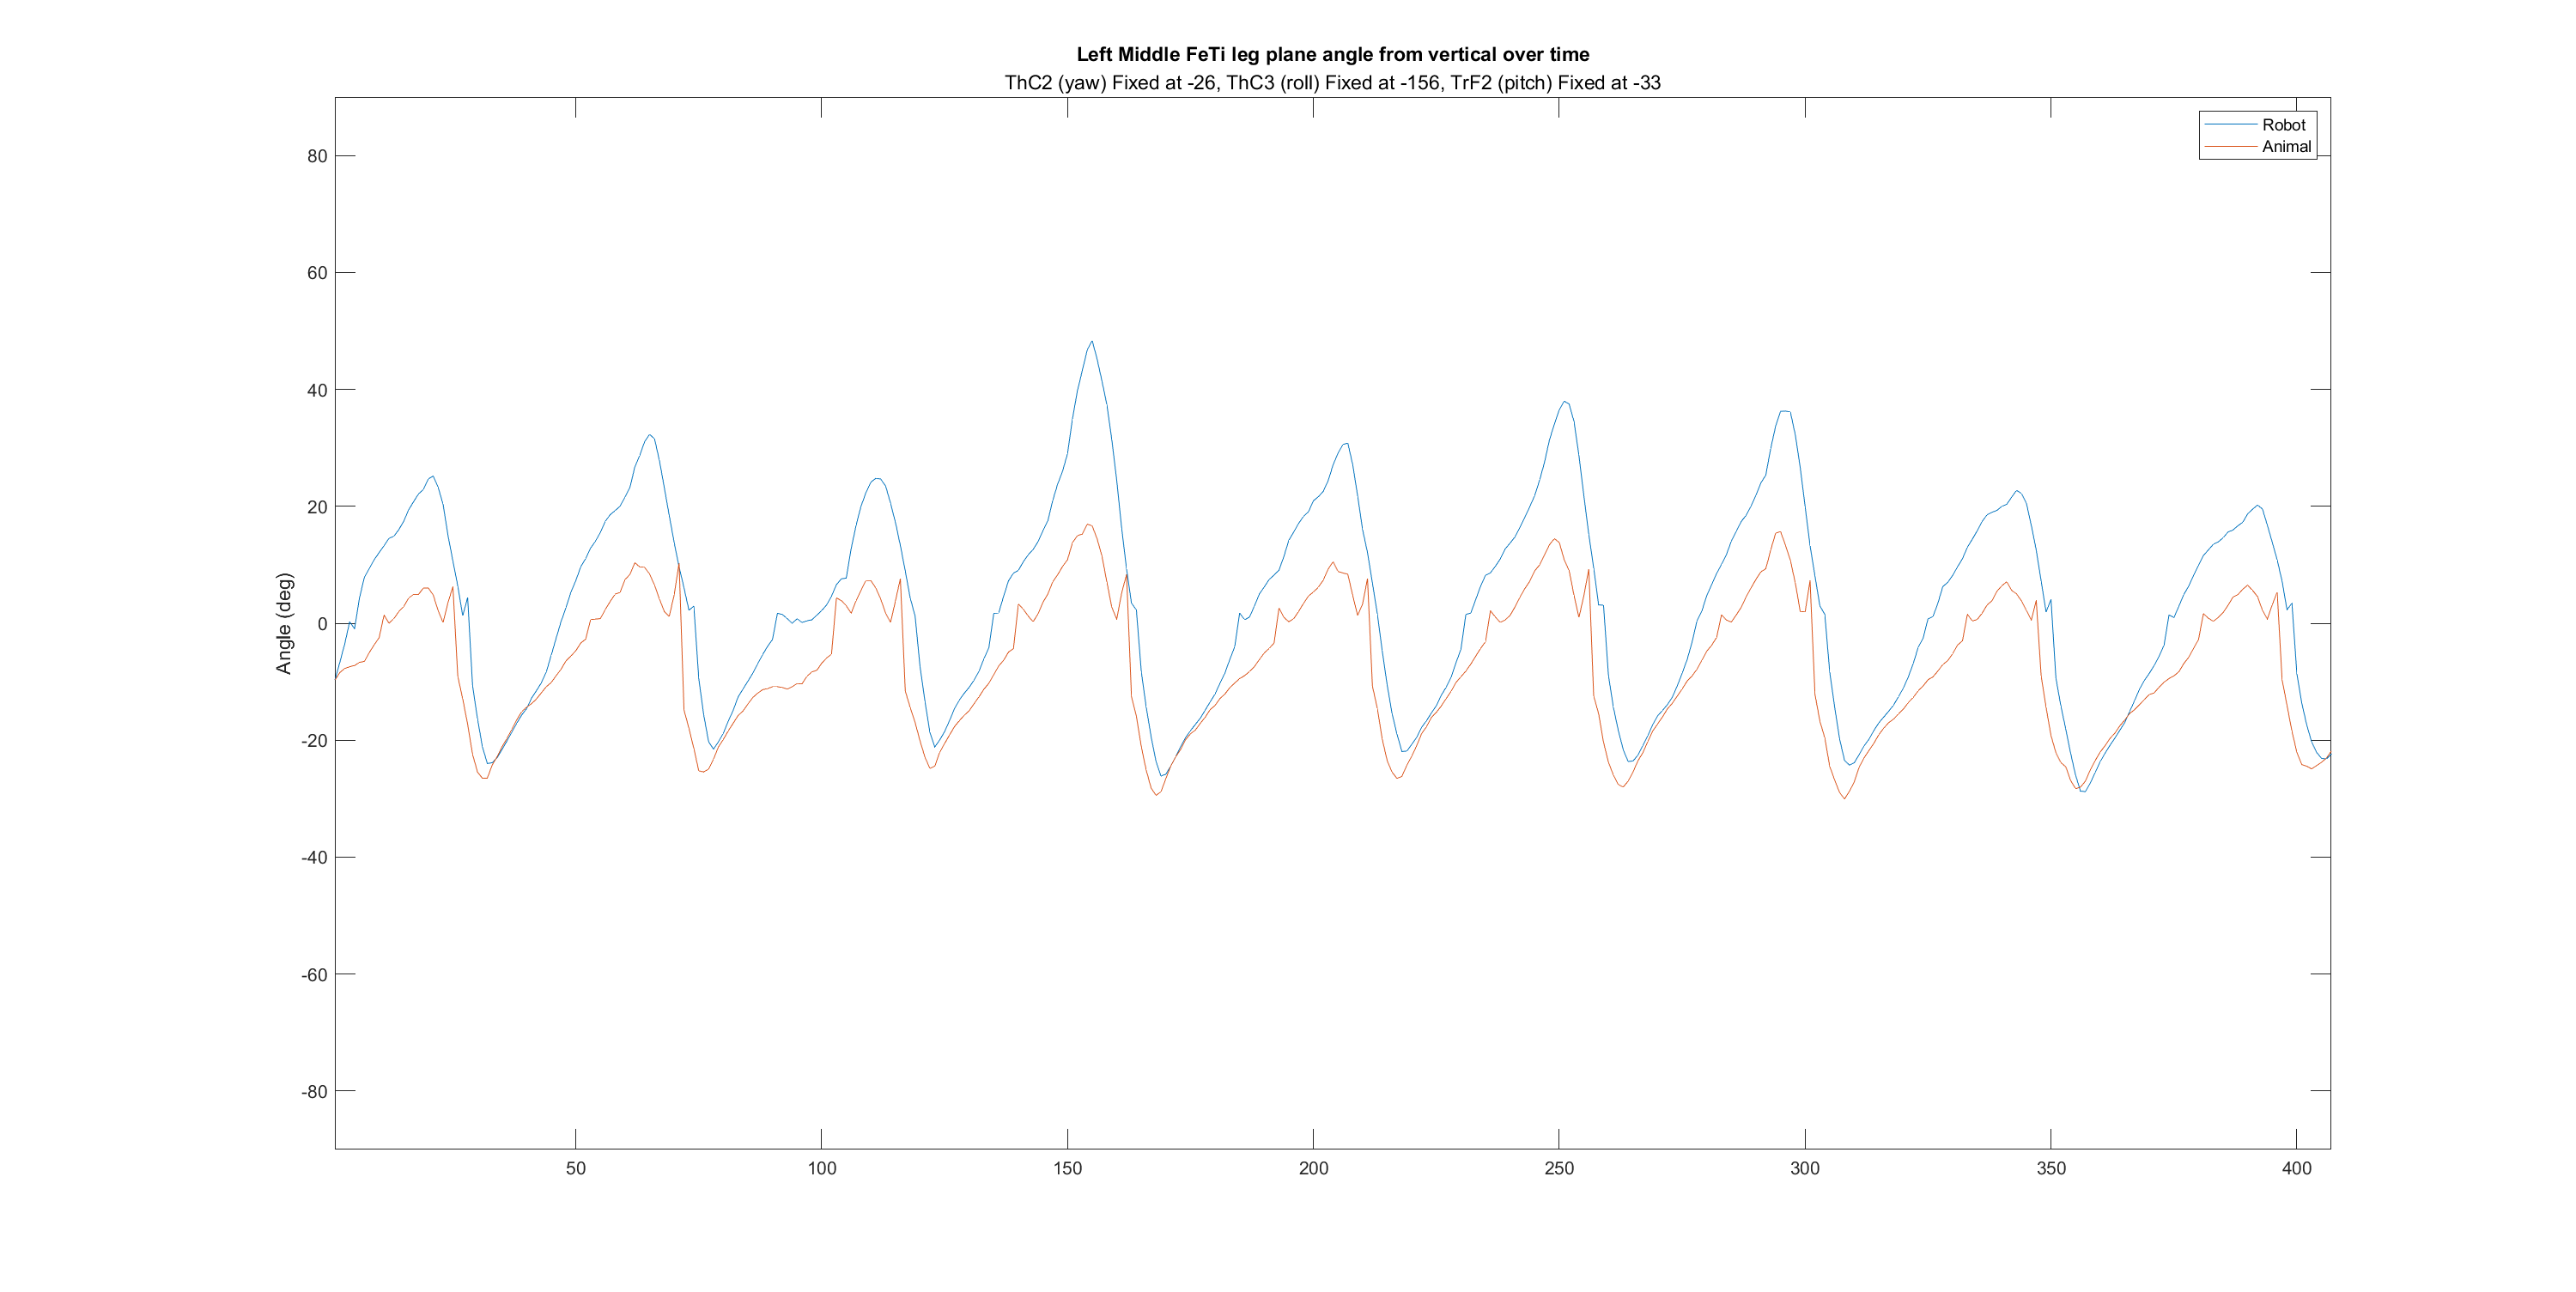 Left Middle FeTi leg plane angle from vertical over time
ThC2 (yaw) Fixed at -26, ThC3 (roll) Fixed at -156, TrF2 (pitch) Fixed at -33
Robot
Animal
Angle (deg)
80
60
40
20
0
-20
-40
-60
-80
50 100 150 200 250 300 350 400